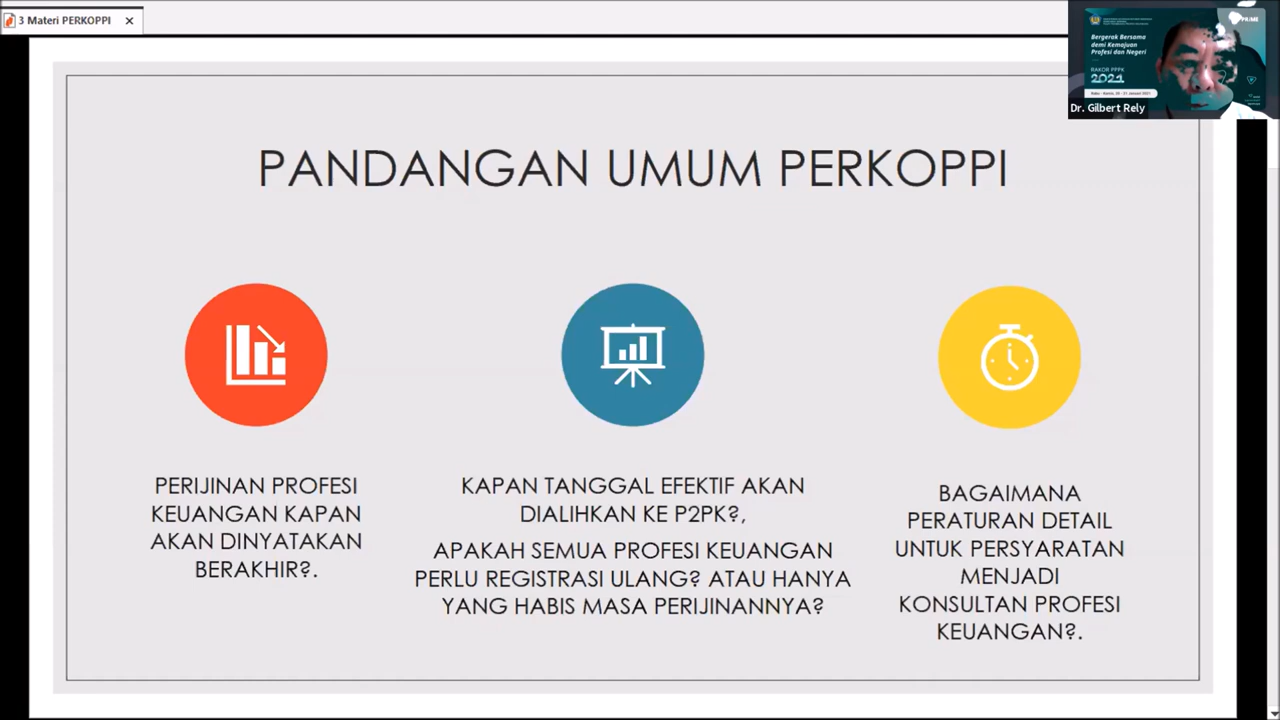 3 Materi PERKOPPI
Bergerak Bersama
demi Kemajuan
Profesi dan Negeri
RAKOR PPPK
2021
Dr. Gilbert Rely
PANDANGAN UMUM PERKOPPI
PERIJINAN PROFESI
KEUANGAN KAPAN
AKAN DINYATAKAN
BERAKHIR?.
KAPAN TANGGAL EFEKTIF AKAN
DIALIHKAN KE P2PK?,
APAKAH SEMUA PROFESI KEUANGAN
PERLU REGISTRASI ULANG? ATAU HANYA
YANG HABIS MASA PERIJINANNYA?
BAGAIMANA
PERATURAN DETAIL
UNTUK PERSYARATAN
MENJADI
KONSULTAN PROFESI
KEUANGAN?.